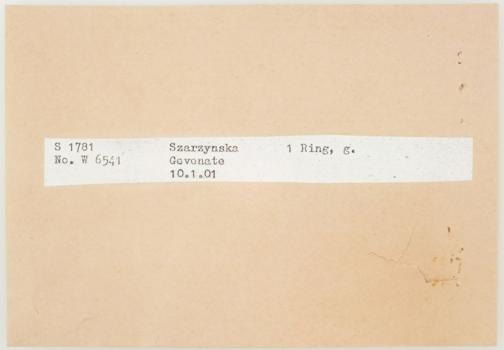 S 1781 Szarzynska 1 Ring, g.
No. W 6541 Gevonate
10.1.01